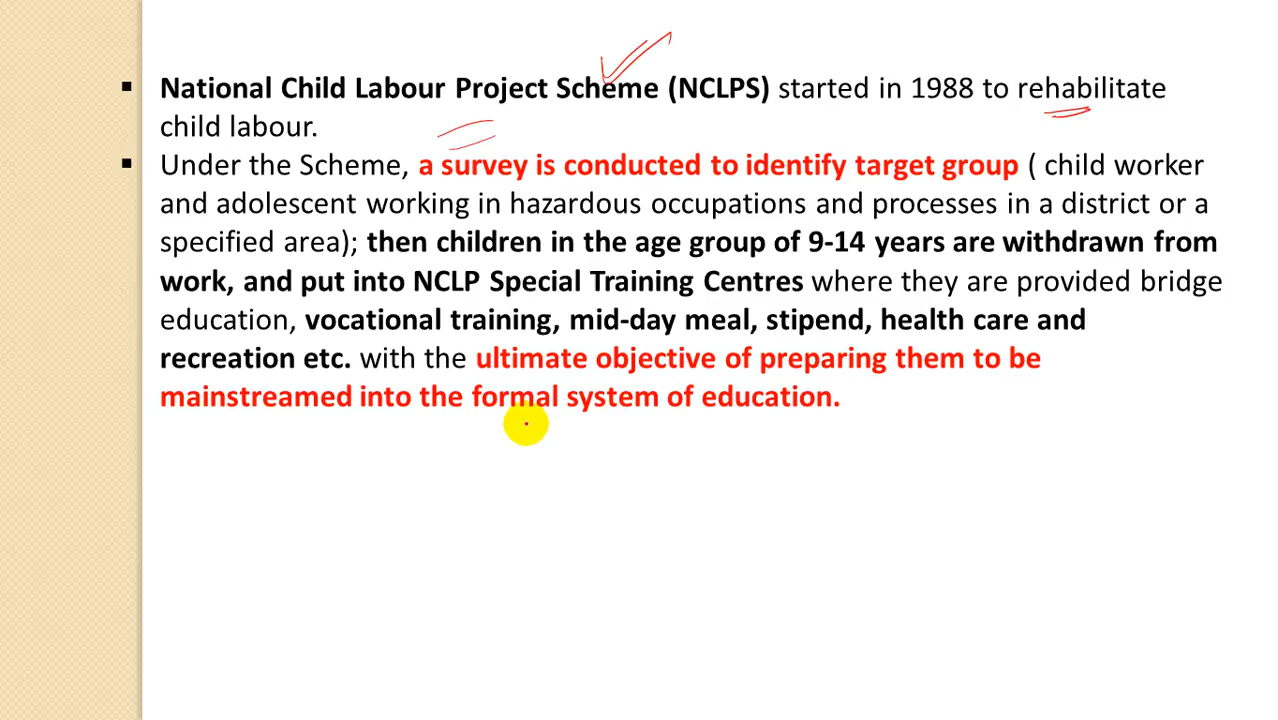 ▪ National Child Labour Project Scheme (NCLPS) started in 1988 to rehabilitate
child labour.
▪ Under the Scheme, a survey is conducted to identify target group ( child worker
and adolescent working in hazardous occupations and processes in a district or a
specified area); then children in the age group of 9-14 years are withdrawn from
work, and put into NCLP Special Training Centres where they are provided bridge
education, vocational training, mid-day meal, stipend, health care and
recreation etc. with the ultimate objective of preparing them to be
mainstreamed into the formal system of education.